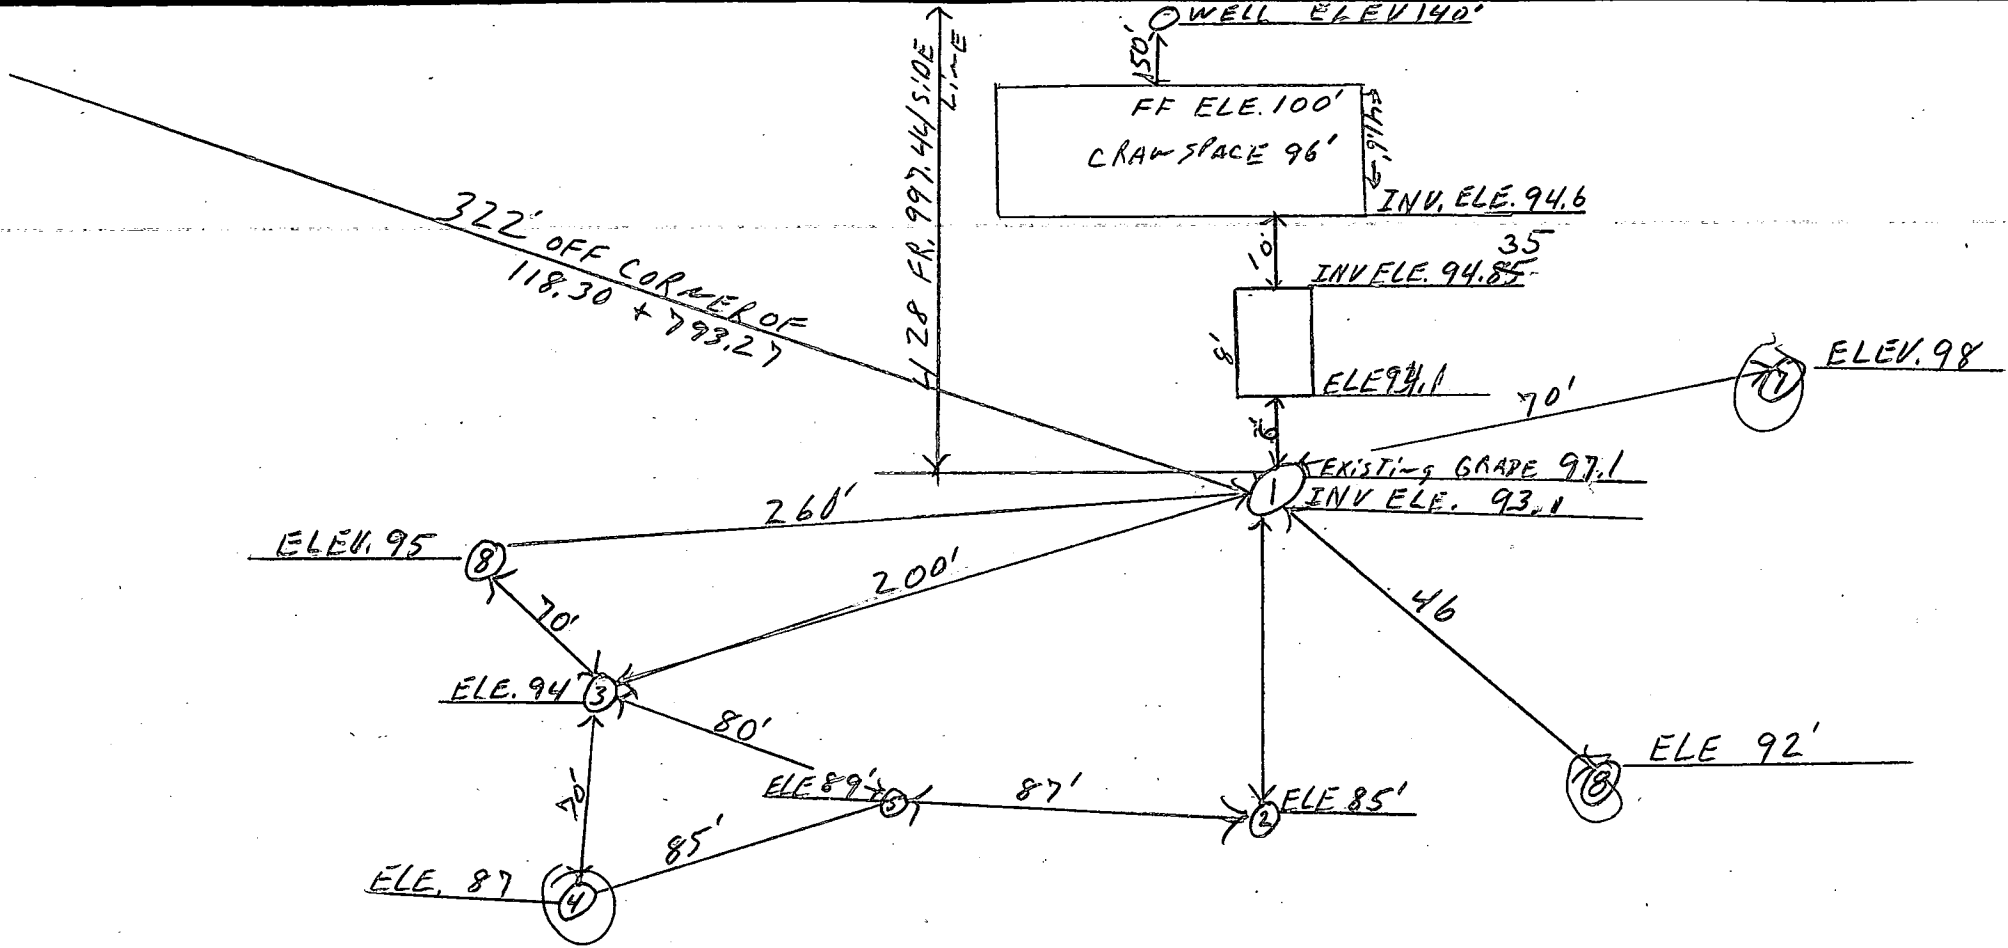 WELL ELEV 140'
150'
FF ELE. 100'
CRAWSPACE 96'
INV. ELE. 94.6
428 FR. 997.44 SIDE
LINE
322' OFF CORNER OF
118.30 + 793.27
10'
35
INV ELE. 94.85
8'
ELE 94.1
ELEV. 98
7
70'
EXISTING GRADE 97.1
1
INV ELE. 93.1
260'
ELEV. 95
8
200'
70'
46
ELE. 94'
3
80'
ELE 92'
ELE 89'
5
87'
ELE 85'
2
70'
85'
ELE. 87
4